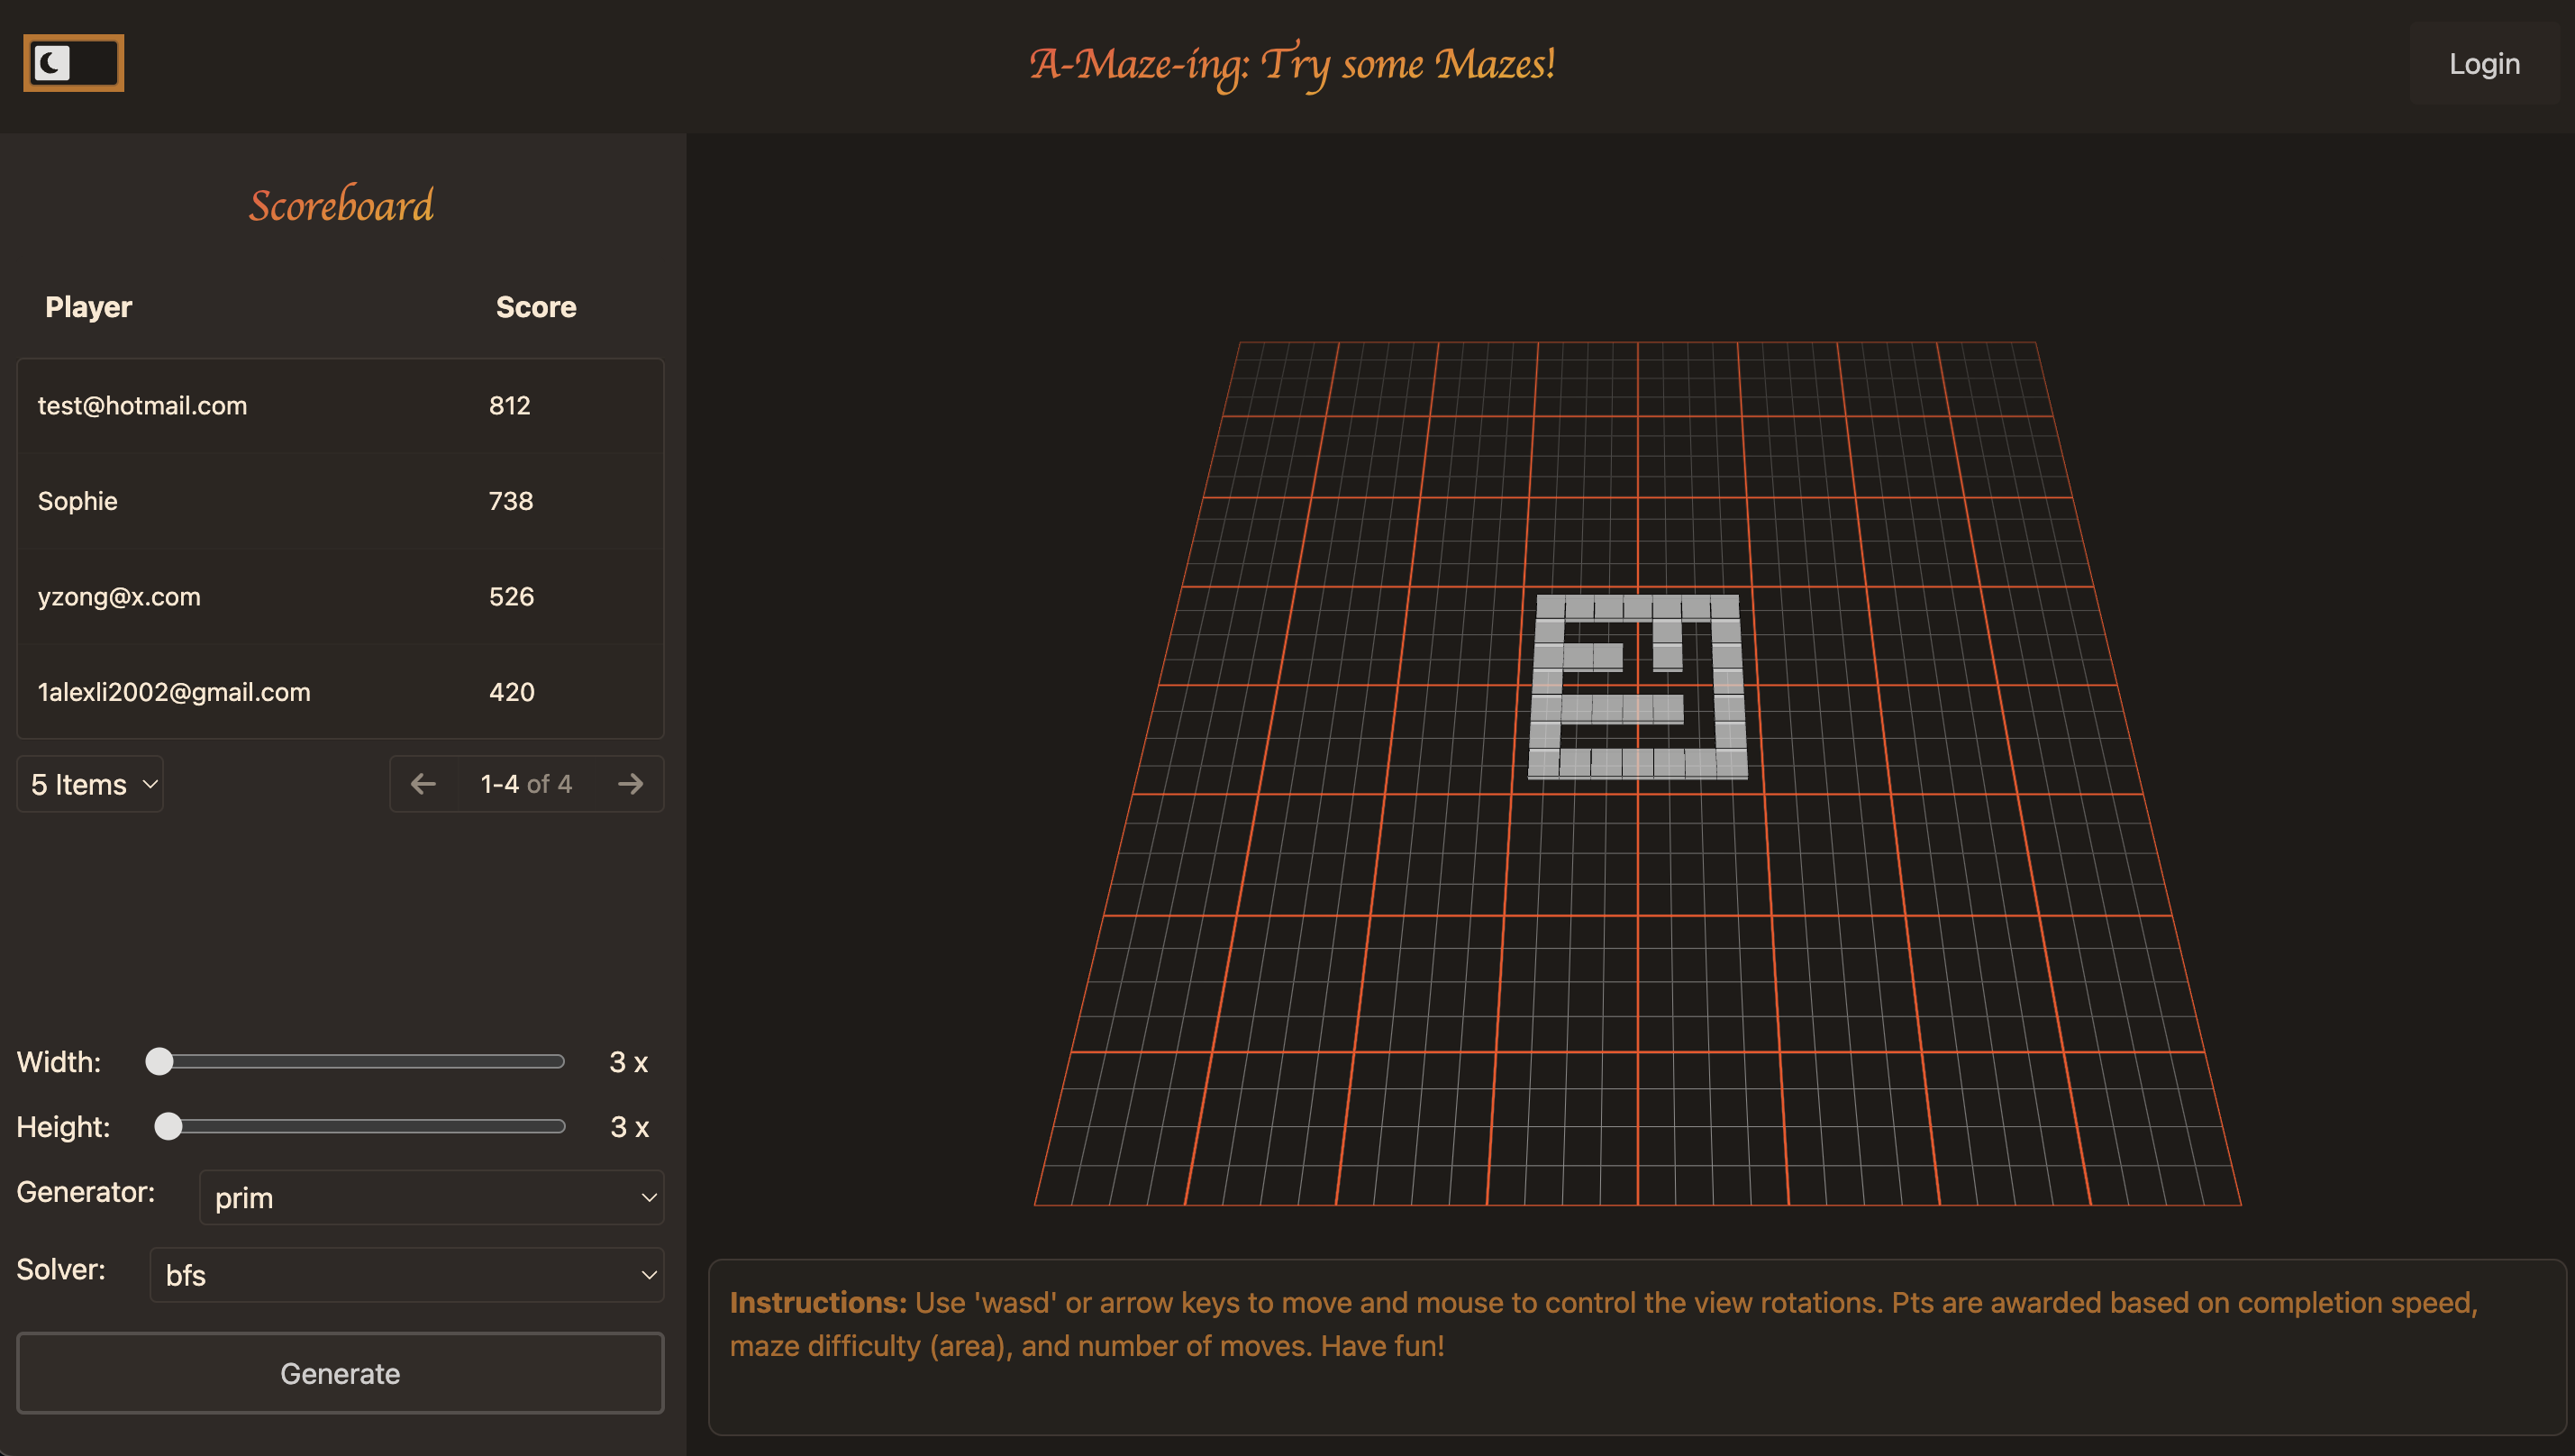 A-Maze-ing: Try some Mazes!
Login
Scoreboard
Player Score
test@hotmail.com 812
Sophie 738
yzong@x.com 526
1alexli2002@gmail.com 420
5 Items 1-4 of 4
Width: 3 x
Height: 3 x
Generator: prim
Solver: bfs
Generate
Instructions: Use 'wasd' or arrow keys to move and mouse to control the view rotations. Pts are awarded based on completion speed,
maze difficulty (area), and number of moves. Have fun!